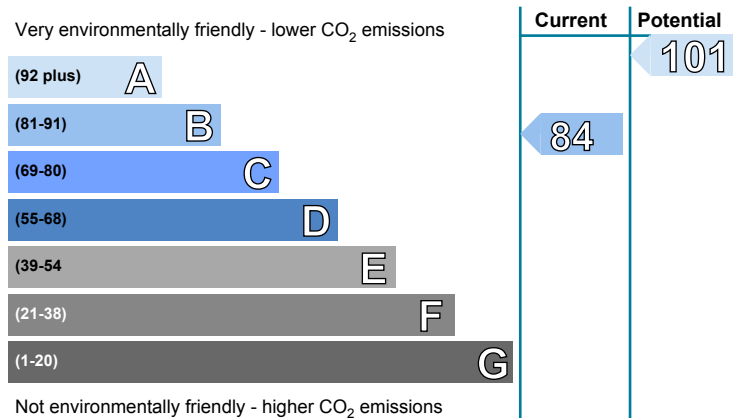 Current Potential
Very environmentally friendly - lower CO₂ emissions
101
(92 plus) A
(81-91) B
84
(69-80) C
(55-68) D
(39-54 E
(21-38) F
(1-20) G
Not environmentally friendly - higher CO₂ emissions